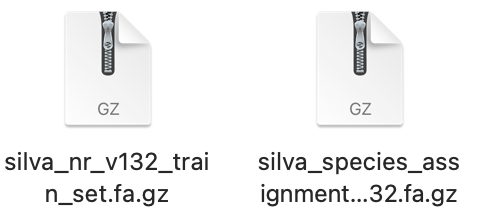 GZ
GZ
silva_nr_v132_trai
n_set.fa.gz
silva_species_ass
ignment...32.fa.gz